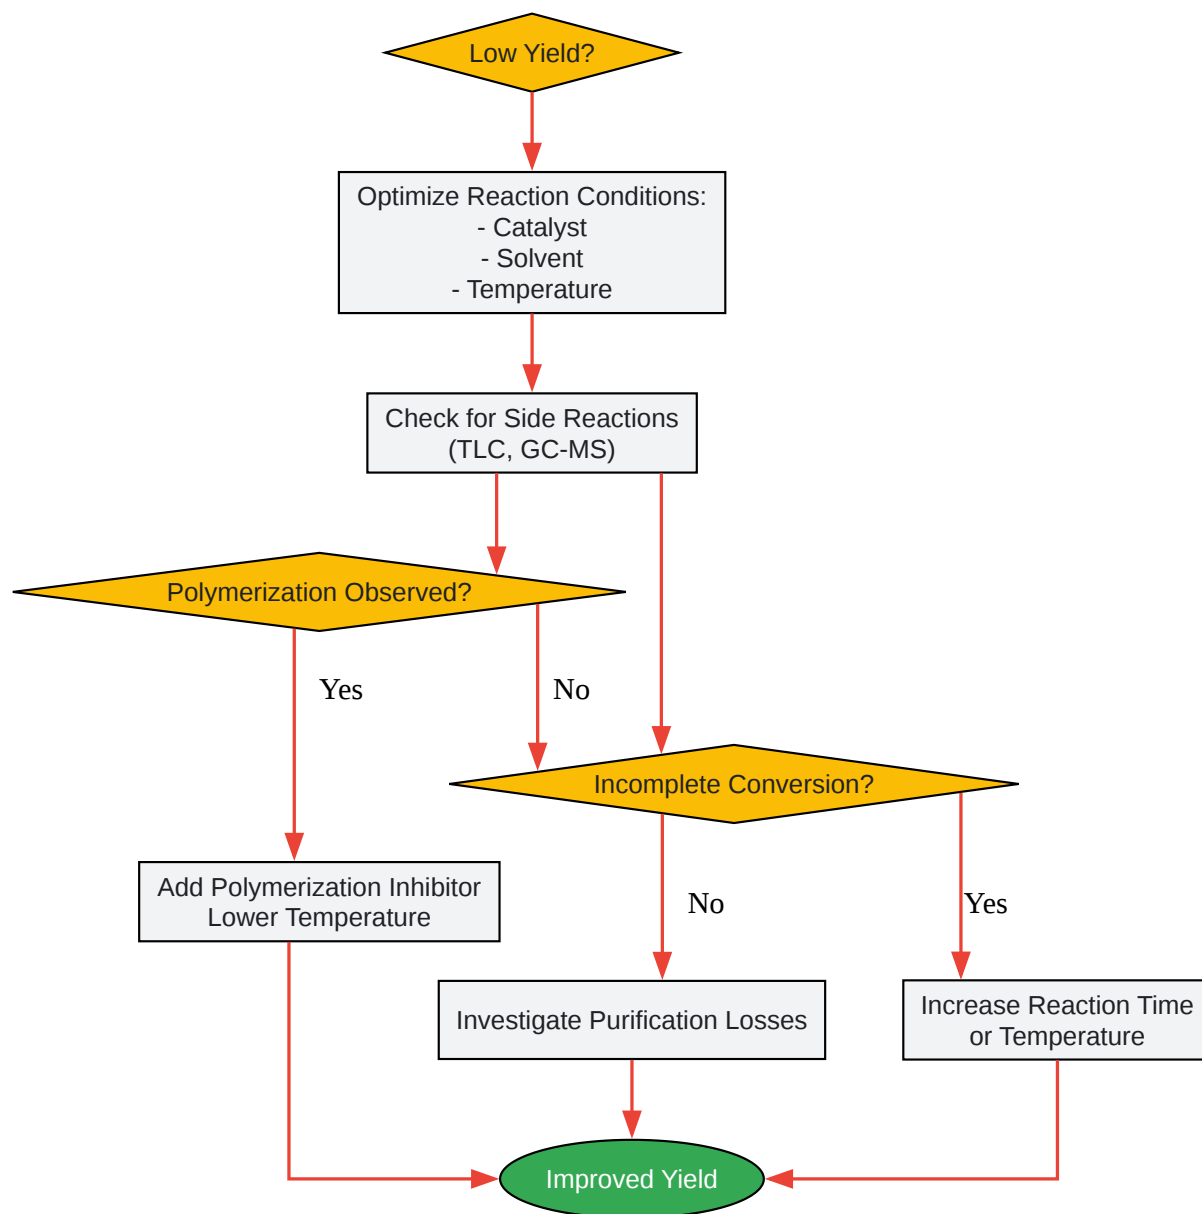 Low Yield?
Optimize Reaction Conditions:
- Catalyst
- Solvent
- Temperature
Check for Side Reactions
(TLC, GC-MS)
Polymerization Observed?
Yes
No
Incomplete Conversion?
Add Polymerization Inhibitor
Lower Temperature
No
Yes
Investigate Purification Losses
Increase Reaction Time
or Temperature
Improved Yield